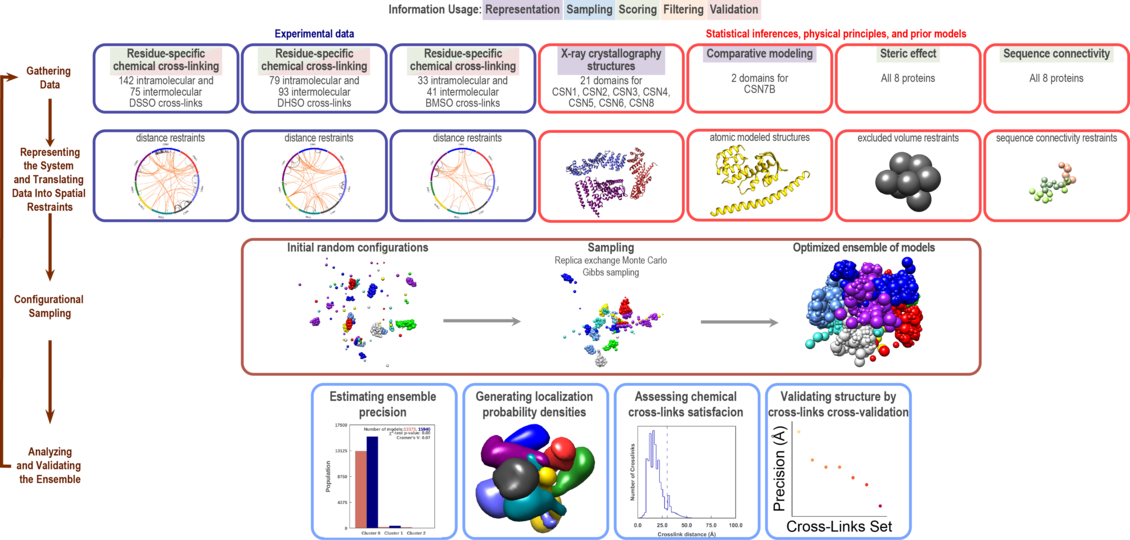 Information Usage: Representation Sampling Scoring Filtering Validation
Experimental data
Statistical inferences, physical principles, and prior models
Gathering
Data
Residue-specific
chemical cross-linking
142 intramolecular and
75 intermolecular
DSSO cross-links
Residue-specific
chemical cross-linking
79 intramolecular and
93 intermolecular
DHSO cross-links
Residue-specific
chemical cross-linking
33 intramolecular and
41 intermolecular
BMSO cross-links
X-ray crystallography
structures
21 domains for
CSN1, CSN2, CSN3, CSN4,
CSN5, CSN6, CSN8
Comparative modeling
2 domains for
CSN7B
Steric effect
All 8 proteins
Sequence connectivity
All 8 proteins
Representing
the System
and Translating
Data Into Spatial
Restraints
distance restraints
distance restraints
distance restraints
atomic modeled structures
excluded volume restraints
sequence connectivity restraints
Configurational
Sampling
Initial random configurations
Sampling
Replica exchange Monte Carlo
Gibbs sampling
Optimized ensemble of models
Analyzing
and Validating
the Ensemble
Estimating ensemble
precision
17500
13125
8750
4375
0
Population
Number of models
χ²-test p-value: 0.00
Cramer's V: 0.07
Cluster 0 Cluster 1 Cluster 2
Generating localization
probability densities
Assessing chemical
cross-links satisfacion
Number of Crosslinks
0.0 25.0 50.0 75.0 100.0
Crosslink distance (Å)
Validating structure by
cross-links cross-validation
Precision (Å)
Cross-Links Set